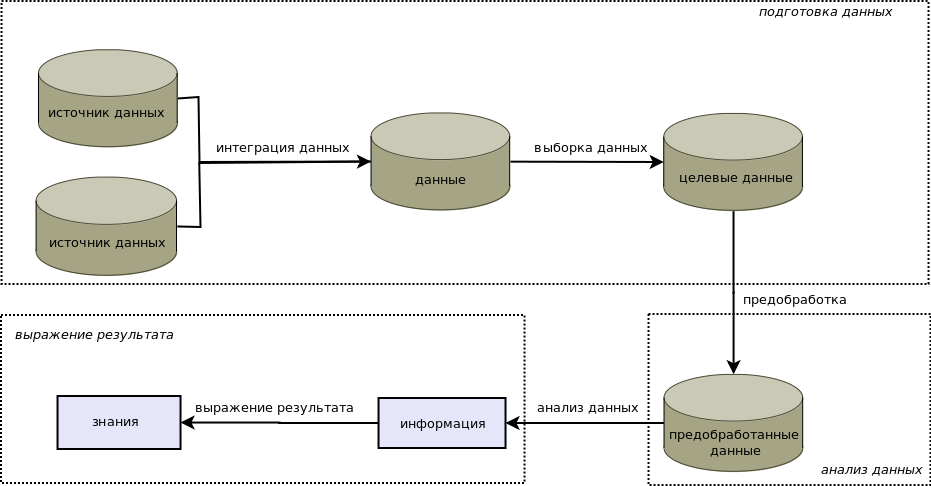 подготовка данных
источник данных
интеграция данных
данные
выборка данных
целевые данные
источник данных
предобработка
выражение результата
знания
выражение результата
информация
анализ данных
предобработанные
данные
анализ данных